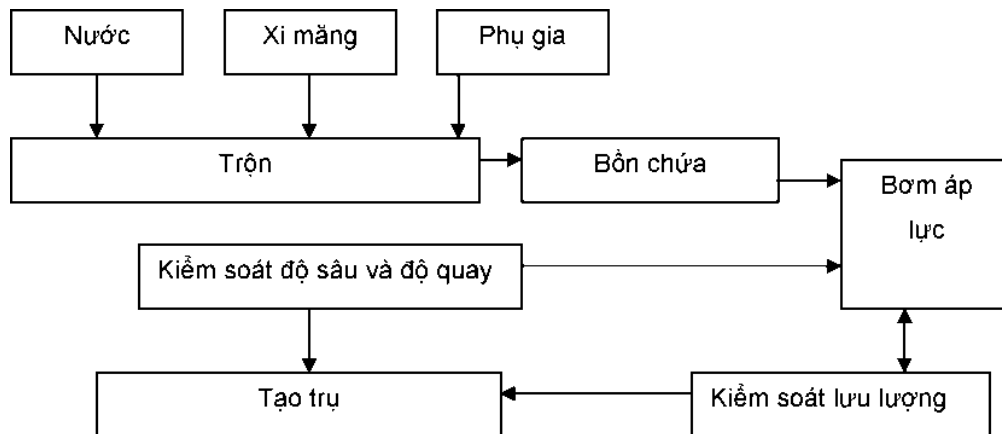 Nước
Xi măng
Phụ gia
Trộn
Bồn chứa
Bơm áp
lực
Kiểm soát độ sâu và độ quay
Tạo trụ
Kiểm soát lưu lượng